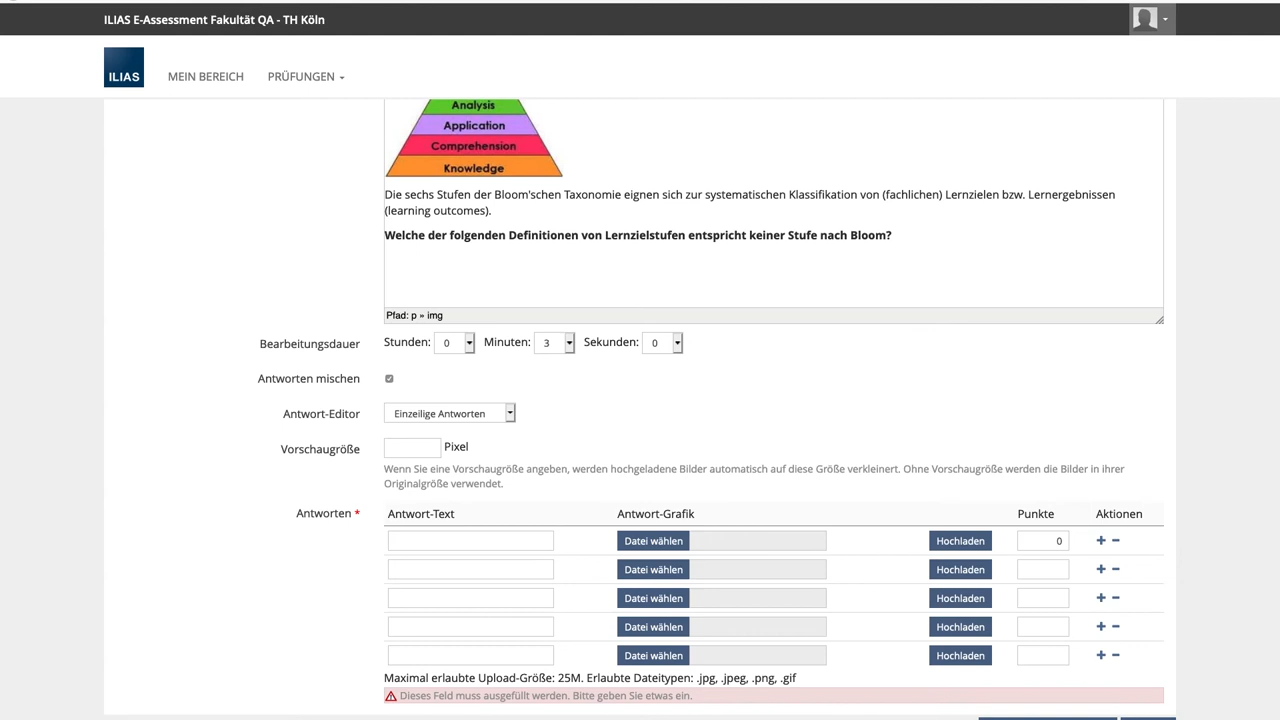 ILIAS E-Assessment Fakultät QA - TH Köln
ILIAS
MEIN BEREICH
PRÜFUNGEN
Analysis
Application
Comprehension
Knowledge
Die sechs Stufen der Bloom'schen Taxonomie eignen sich zur systematischen Klassifikation von (fachlichen) Lernzielen bzw. Lernergebnissen
(learning outcomes).
Welche der folgenden Definitionen von Lernzielstufen entspricht keiner Stufe nach Bloom?
Pfad: p » img
Bearbeitungsdauer Stunden: 0 Minuten: 3 Sekunden: 0
Antworten mischen
Antwort-Editor Einzeilige Antworten
Vorschaugröße Pixel
Wenn Sie eine Vorschaugröße angeben, werden hochgeladene Bilder automatisch auf diese Größe verkleinert. Ohne Vorschaugröße werden die Bilder in ihrer
Originalgröße verwendet.
Antworten * Antwort-Text Antwort-Grafik Punkte Aktionen
Datei wählen Hochladen 0 + −
Datei wählen Hochladen + −
Datei wählen Hochladen + −
Datei wählen Hochladen + −
Datei wählen Hochladen + −
Maximal erlaubte Upload-Größe: 25M. Erlaubte Dateitypen: .jpg, .jpeg, .png, .gif
Dieses Feld muss ausgefüllt werden. Bitte geben Sie etwas ein.